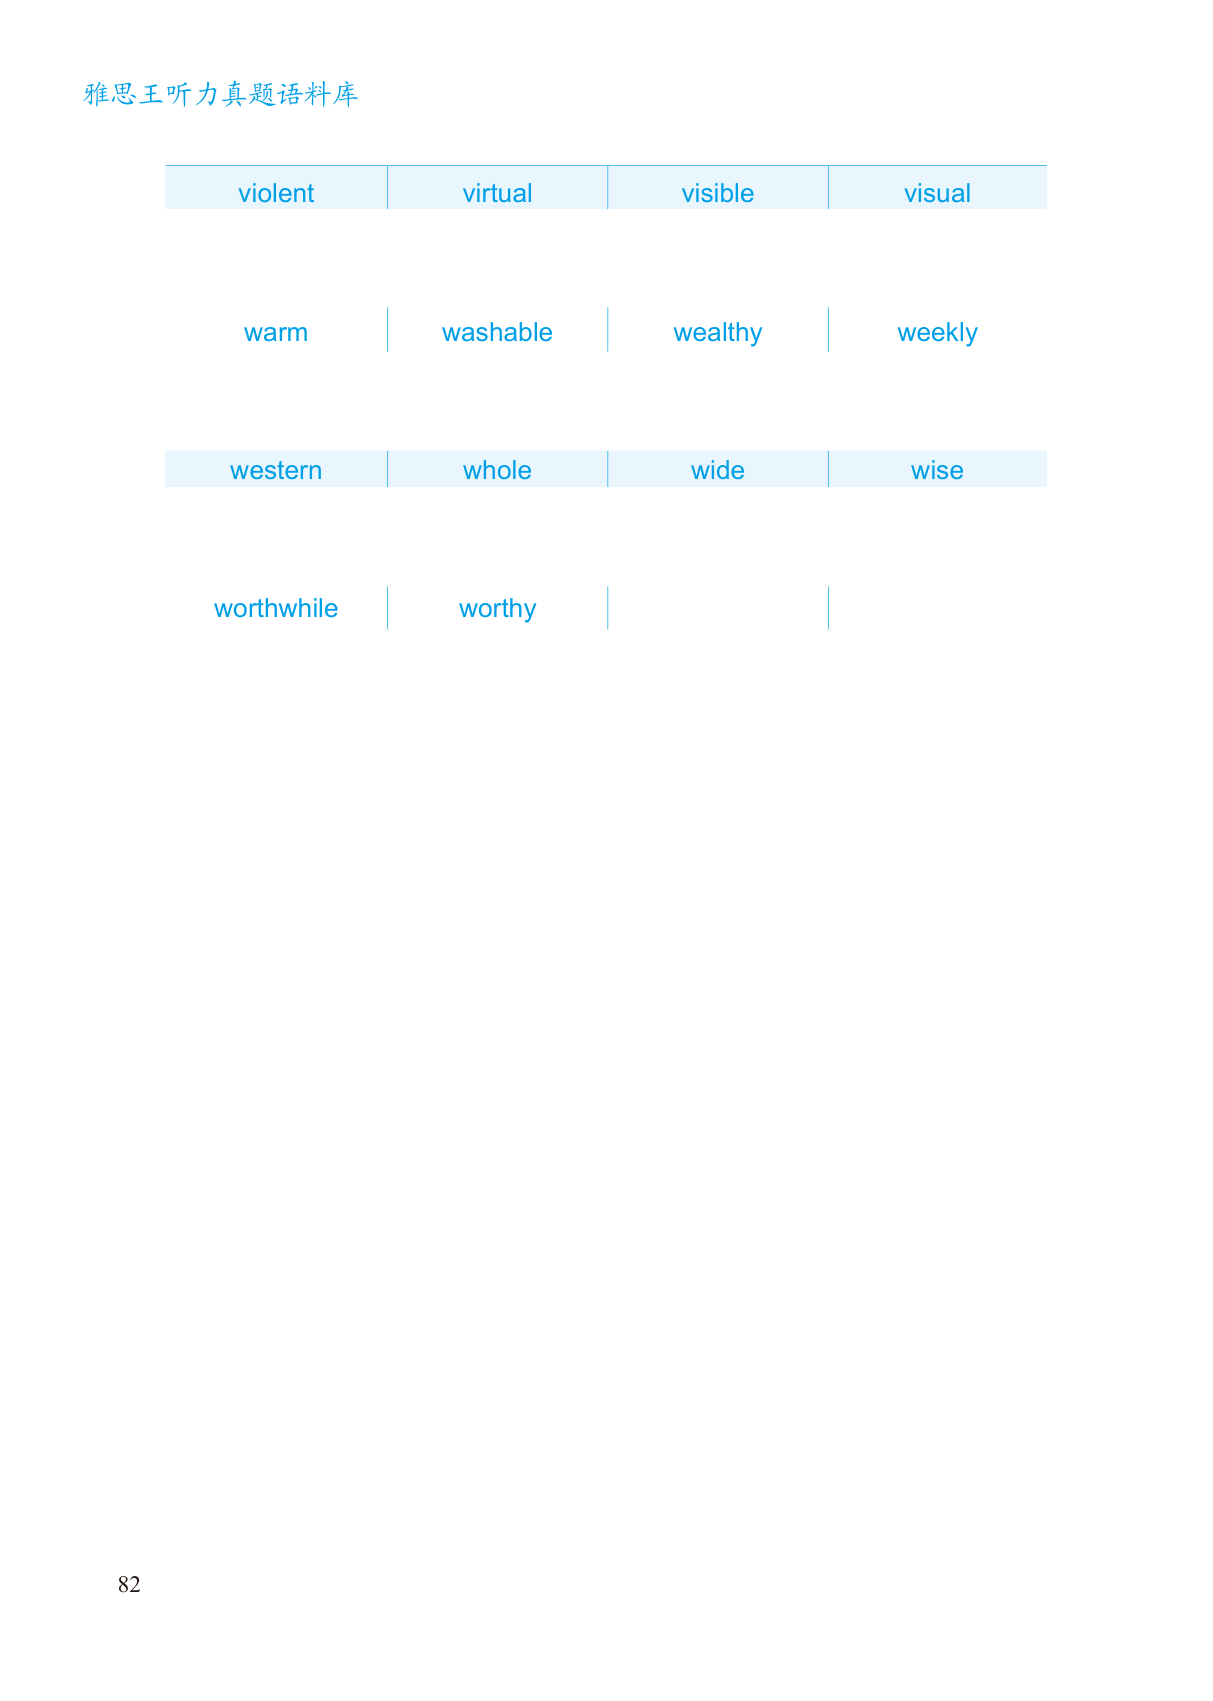 雅思王听力真题语料库
violent virtual visible visual
warm washable wealthy weekly
western whole wide wise
worthwhile worthy
82